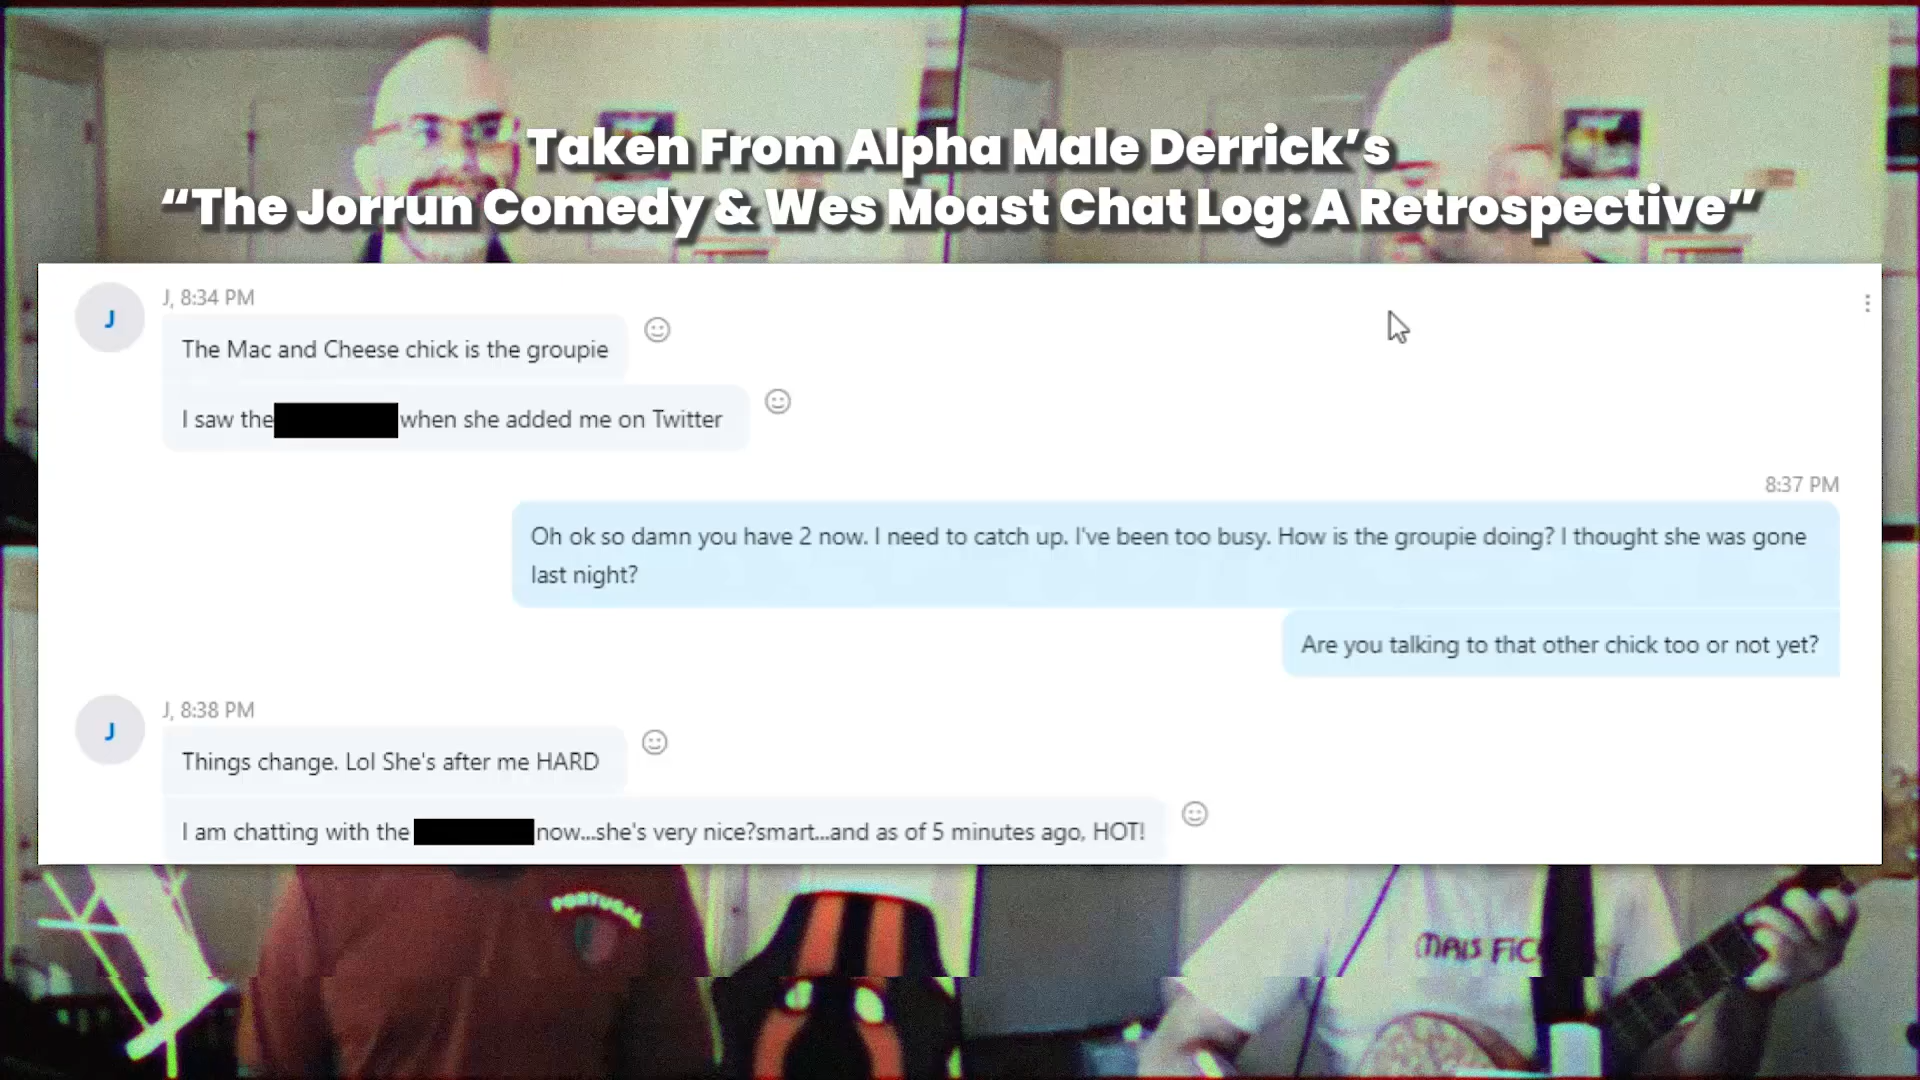 Taken From Alpha Male Derrick's
"The Jorrun Comedy & Wes Moast Chat Log: A Retrospective"
J
J, 8:34 PM
The Mac and Cheese chick is the groupie
I saw the when she added me on Twitter
8:37 PM
Oh ok so damn you have 2 now. I need to catch up. I've been too busy. How is the groupie doing? I thought she was gone
last night?
Are you talking to that other chick too or not yet?
J
J, 8:38 PM
Things change. Lol She's after me HARD
I am chatting with the now...she's very nice?smart...and as of 5 minutes ago, HOT!
PORTUGAL
MAIS FIC